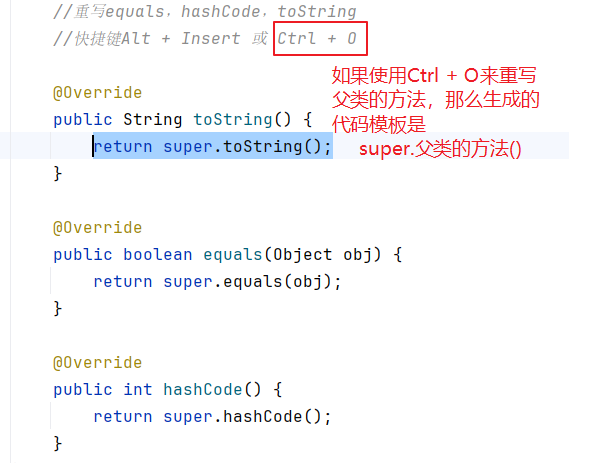 //重写equals，hashCode，toString
//快捷键Alt + Insert 或 Ctrl + O
@Override
public String toString() {
return super.toString();
}
如果使用Ctrl + O来重写
父类的方法，那么生成的
代码模板是
super.父类的方法()
@Override
public boolean equals(Object obj) {
return super.equals(obj);
}
@Override
public int hashCode() {
return super.hashCode();
}